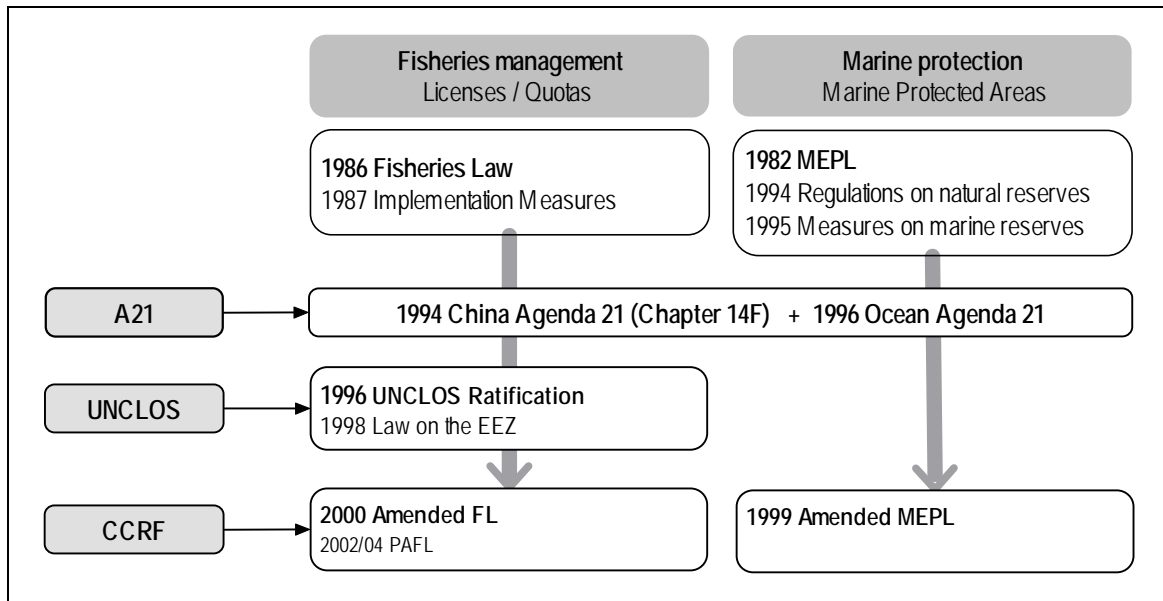 Fisheries management
Licenses / Quotas
Marine protection
Marine Protected Areas
1986 Fisheries Law
1987 Implementation Measures
1982 MEPL
1994 Regulations on natural reserves
1995 Measures on marine reserves
A21
1994 China Agenda 21 (Chapter 14F) + 1996 Ocean Agenda 21
UNCLOS
1996 UNCLOS Ratification
1998 Law on the EEZ
CCRF
2000 Amended FL
2002/04 PAFL
1999 Amended MEPL